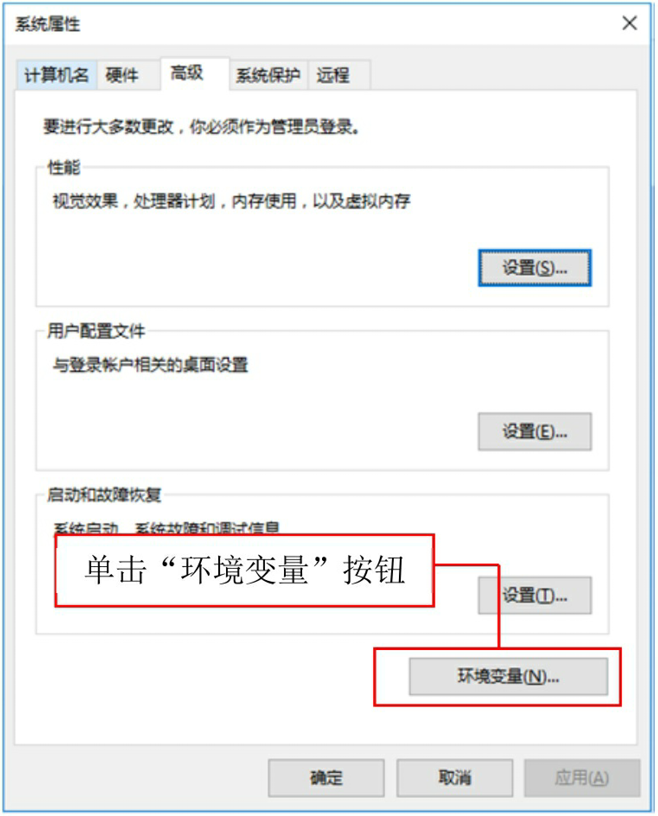 系统属性
计算机名 硬件 高级 系统保护 远程
要进行大多数更改，你必须作为管理员登录。
性能
视觉效果，处理器计划，内存使用，以及虚拟内存
设置(S)...
用户配置文件
与登录帐户相关的桌面设置
设置(E)...
启动和故障恢复
系统启动、系统故障和调试信息
单击“环境变量”按钮
设置(T)...
环境变量(N)...
确定 取消 应用(A)